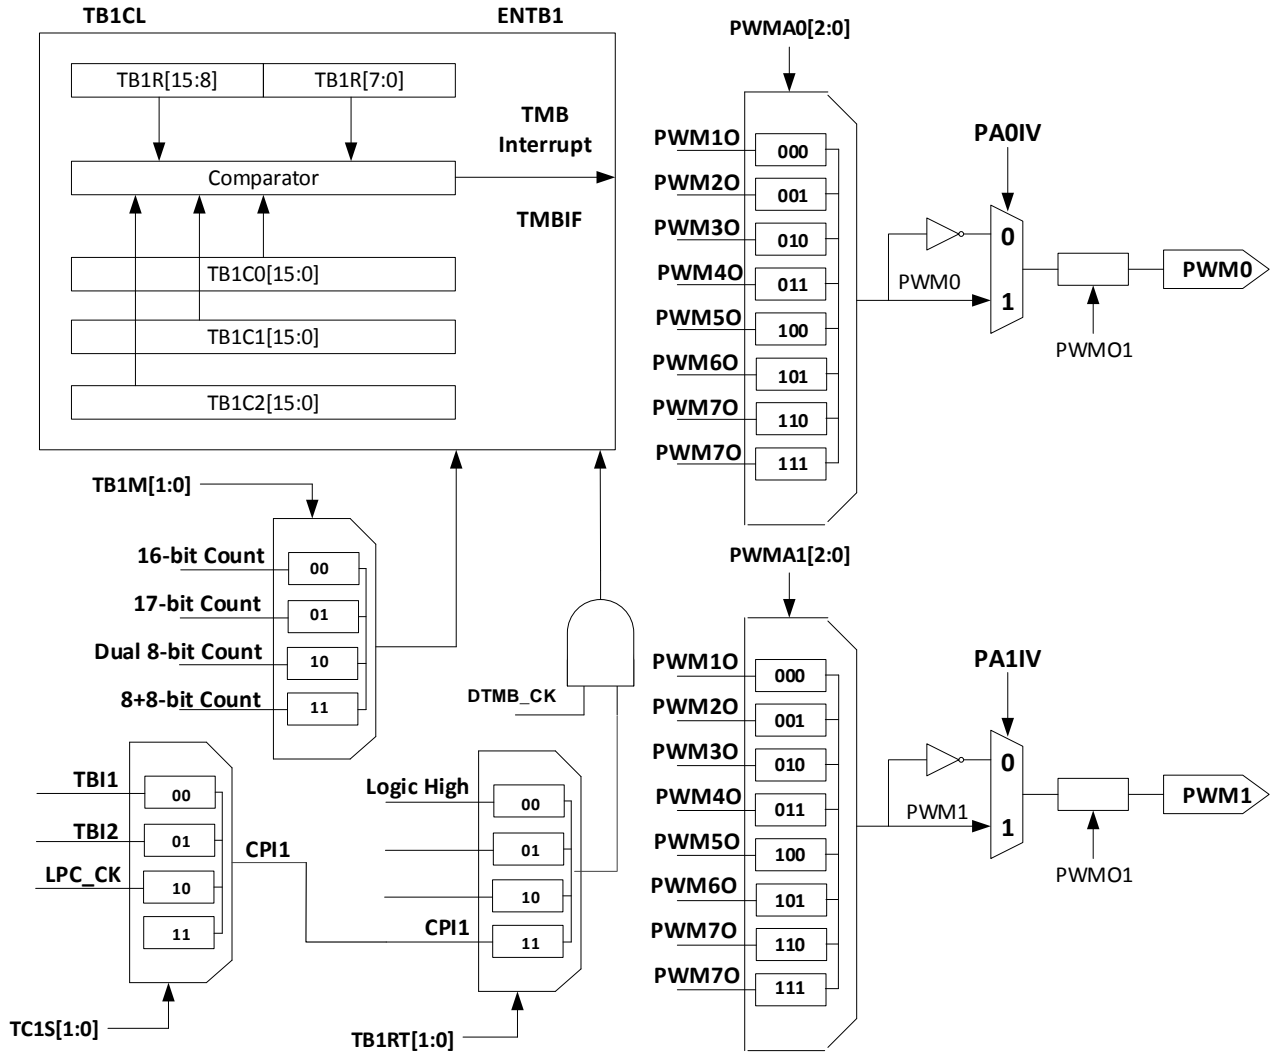 TB1CL
ENTB1
TB1R[15:8]
TB1R[7:0]
TMB
Interrupt
Comparator
TMBIF
TB1C0[15:0]
TB1C1[15:0]
TB1C2[15:0]
TB1M[1:0]
16-bit Count
00
17-bit Count
01
Dual 8-bit Count
10
8+8-bit Count
11
DTMB_CK
TBI1
00
TBI2
01
LPC_CK
10
11
CPI1
TC1S[1:0]
Logic High
00
01
10
CPI1
11
TB1RT[1:0]
PWMA0[2:0]
PWM1O
000
PWM2O
001
PWM3O
010
PWM4O
011
PWM5O
100
PWM6O
101
PWM7O
110
PWM7O
111
PA0IV
0
PWM0
1
PWMO1
PWM0
PWMA1[2:0]
PWM1O
000
PWM2O
001
PWM3O
010
PWM4O
011
PWM5O
100
PWM6O
101
PWM7O
110
PWM7O
111
PA1IV
0
PWM1
1
PWMO1
PWM1